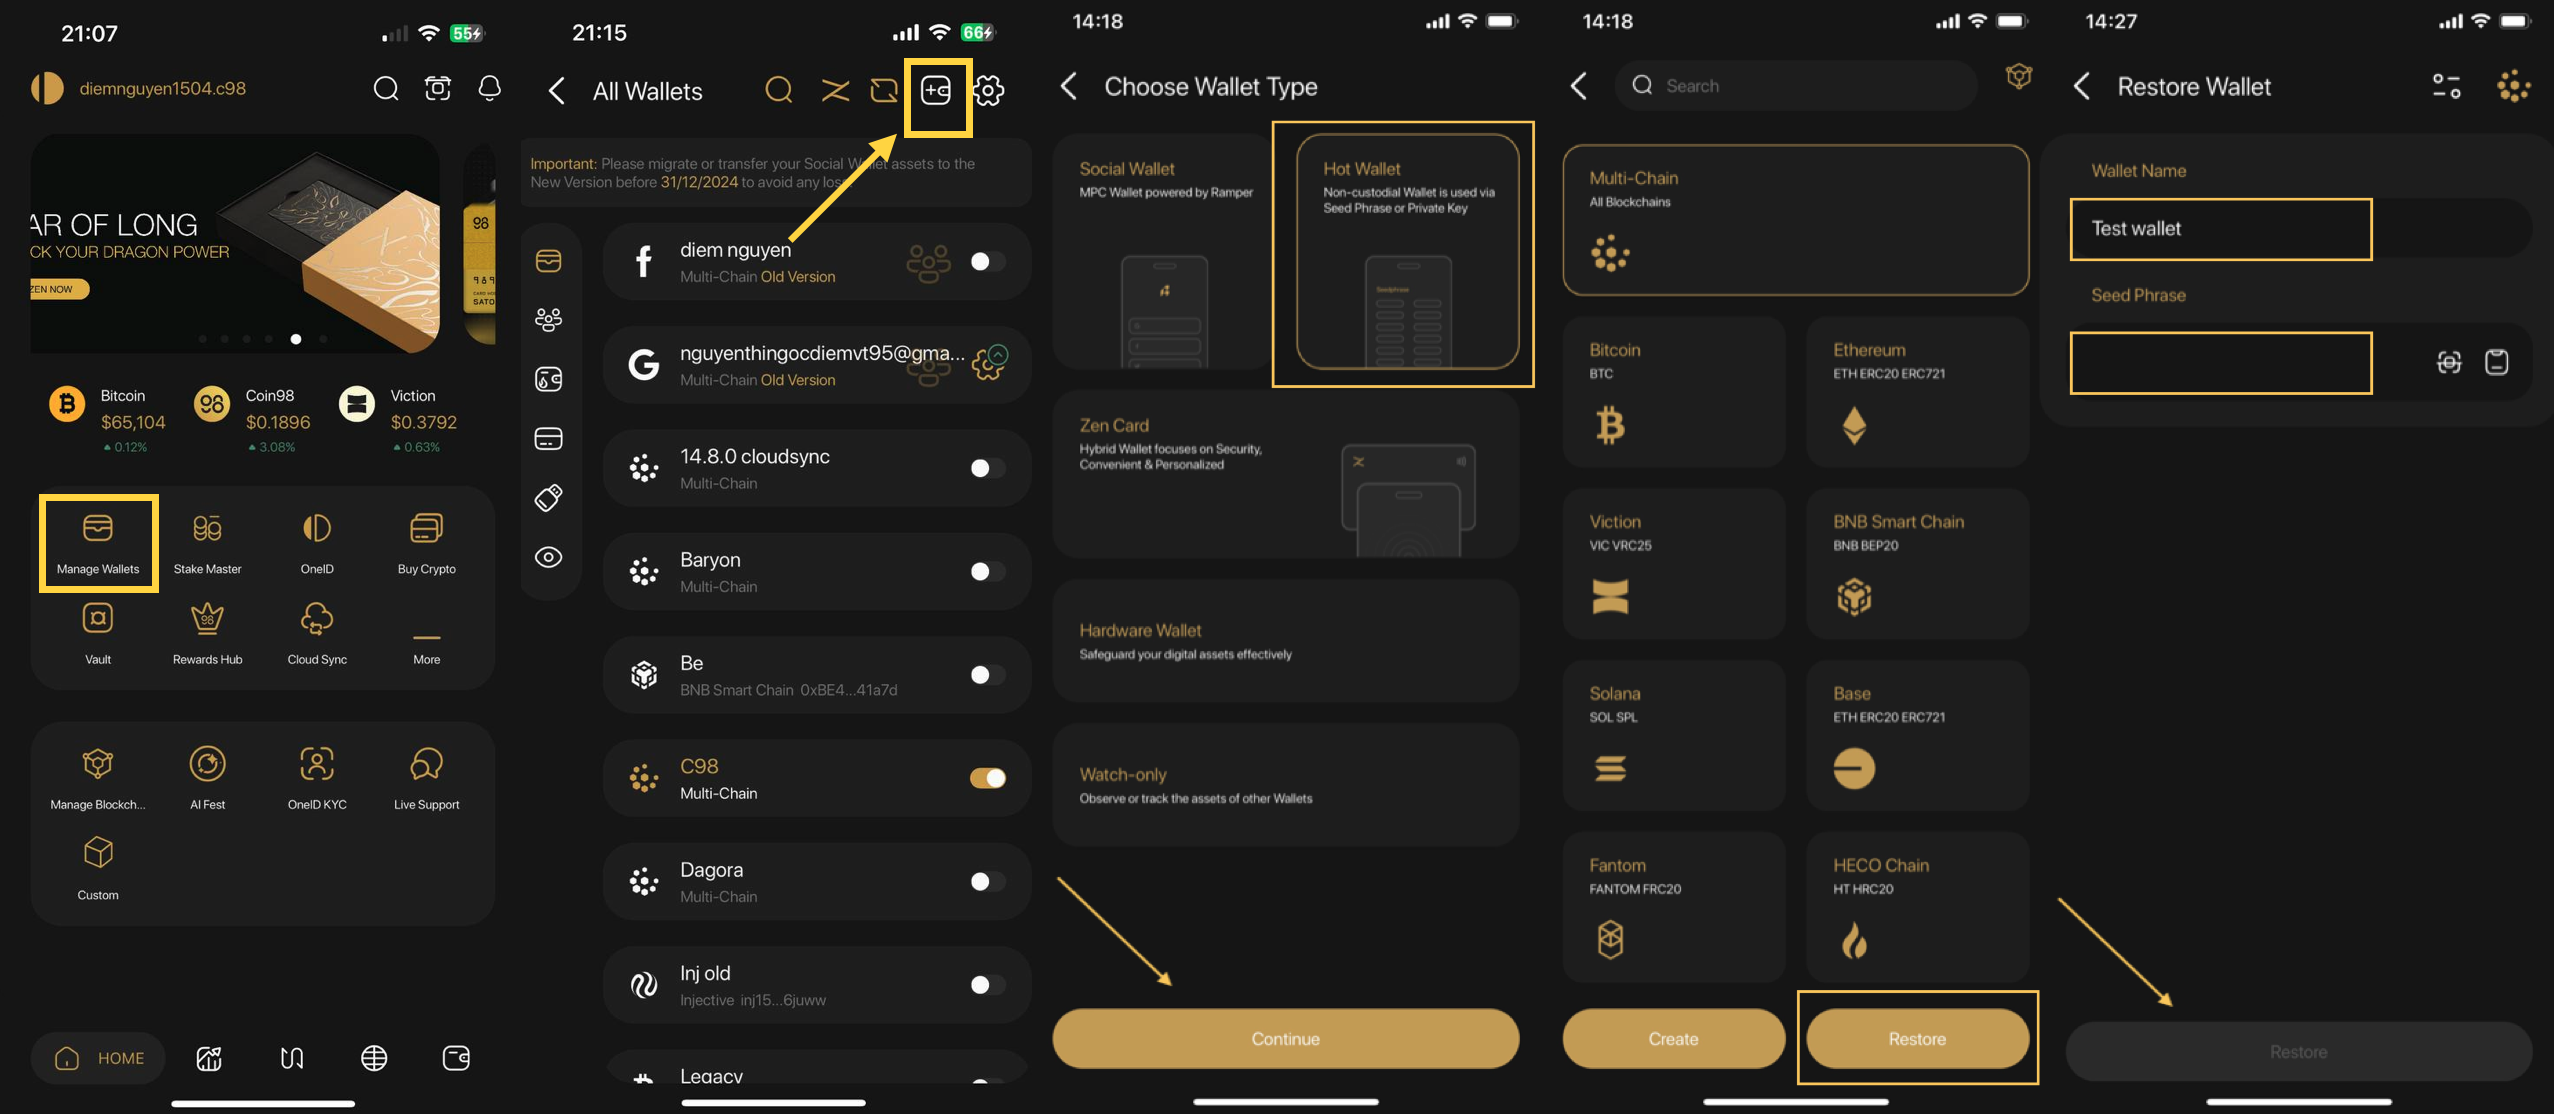 21:07
55
diemnguyen1504.c98
AR OF LONG
CK YOUR DRAGON POWER
ZEN NOW
98
SATO
Bitcoin
$65,104
0.12%
Coin98
$0.1896
3.08%
Viction
$0.3792
0.63%
Manage Wallets
Stake Master
OneID
Buy Crypto
Vault
Rewards Hub
Cloud Sync
More
Manage Blockch...
AI Fest
OneID KYC
Live Support
Custom
HOME
21:15
66
All Wallets
Important: Please migrate or transfer your Social Wallet assets to the
New Version before 31/12/2024 to avoid any loss
diem nguyen
Multi-Chain Old Version
nguyenthingocdiemvt95@gma...
Multi-Chain Old Version
14.8.0 cloudsync
Multi-Chain
Baryon
Multi-Chain
Be
BNB Smart Chain 0xBE4...41a7d
C98
Multi-Chain
Dagora
Multi-Chain
Inj old
Injective inj15...6juww
Legacy
14:18
Choose Wallet Type
Social Wallet
MPC Wallet powered by Ramper
Hot Wallet
Non-custodial Wallet is used via
Seed Phrase or Private Key
Seedphrase
Zen Card
Hybrid Wallet focuses on Security,
Convenient & Personalized
Hardware Wallet
Safeguard your digital assets effectively
Watch-only
Observe or track the assets of other Wallets
Continue
14:18
Search
Multi-Chain
All Blockchains
Bitcoin
BTC
Ethereum
ETH ERC20 ERC721
Viction
VIC VRC25
BNB Smart Chain
BNB BEP20
Solana
SOL SPL
Base
ETH ERC20 ERC721
Fantom
FANTOM FRC20
HECO Chain
HT HRC20
Create
Restore
14:27
Restore Wallet
Wallet Name
Test wallet
Seed Phrase
Restore